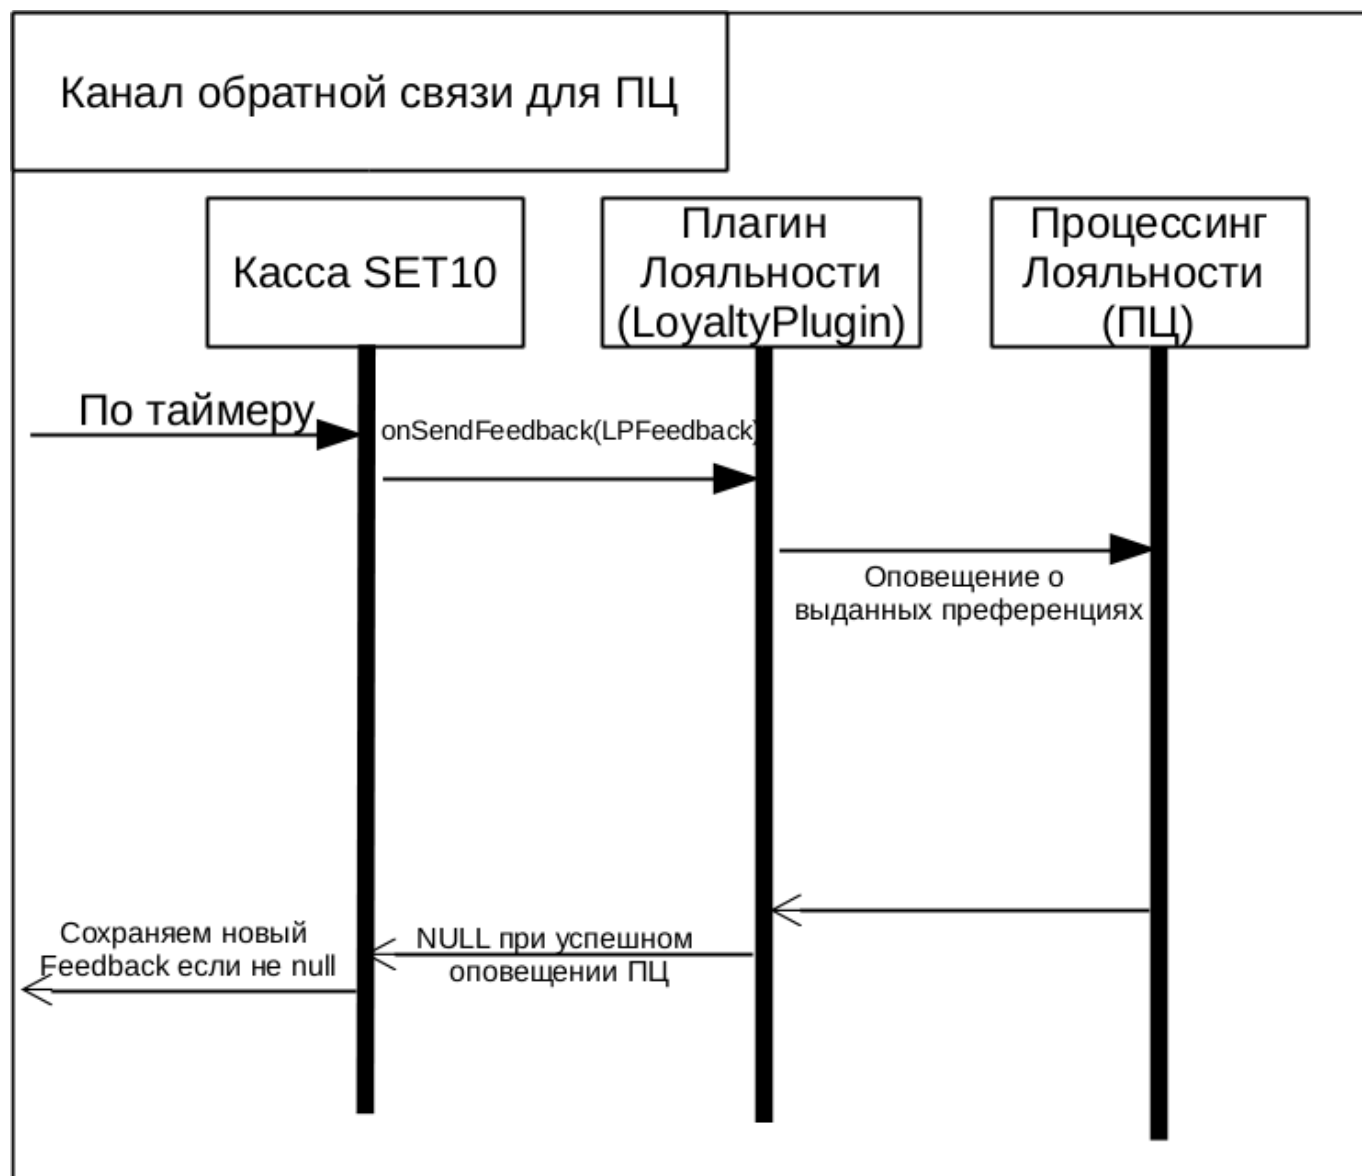 Канал обратной связи для ПЦ
Касса SET10
Плагин
Лояльности
(LoyaltyPlugin)
Процессинг
Лояльности
(ПЦ)
По таймеру
onSendFeedback(LPFeedback)
Оповещение о
выданных преференциях
NULL при успешном
оповещении ПЦ
Сохраняем новый
Feedback если не null